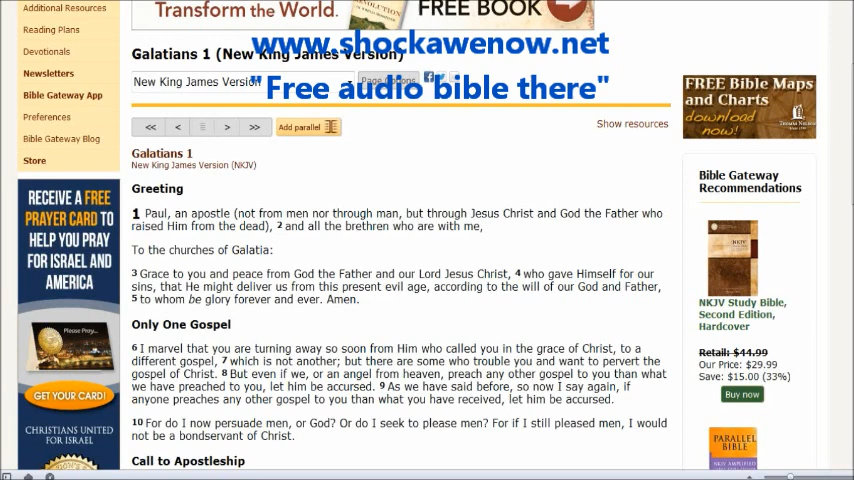 Additional Resources
Reading Plans
Devotionals
Newsletters
Bible Gateway App
Preferences
Bible Gateway Blog
Store
RECEIVE A FREE
PRAYER CARD TO
HELP YOU PRAY
FOR ISRAEL AND
AMERICA
Please Pray...
GET YOUR CARD!
CHRISTIANS UNITED
FOR ISRAEL
Transform the World.
REVOLUTION
FREE BOOK
www.shockawenow.net
"Free audio bible there"
Galatians 1 (New King James Version)
New King James Version
Page Options
<< < > >>
Add parallel
Show resources
Galatians 1
New King James Version (NKJV)
Greeting
1 Paul, an apostle (not from men nor through man, but through Jesus Christ and God the Father who
raised Him from the dead), 2 and all the brethren who are with me,
To the churches of Galatia:
3 Grace to you and peace from God the Father and our Lord Jesus Christ, 4 who gave Himself for our
sins, that He might deliver us from this present evil age, according to the will of our God and Father,
5 to whom be glory forever and ever. Amen.
Only One Gospel
6 I marvel that you are turning away so soon from Him who called you in the grace of Christ, to a
different gospel, 7 which is not another; but there are some who trouble you and want to pervert the
gospel of Christ. 8 But even if we, or an angel from heaven, preach any other gospel to you than what
we have preached to you, let him be accursed. 9 As we have said before, so now I say again, if
anyone preaches any other gospel to you than what you have received, let him be accursed.
10 For do I now persuade men, or God? Or do I seek to please men? For if I still pleased men, I would
not be a bondservant of Christ.
Call to Apostleship
FREE Bible Maps
and Charts
download
now!
Thomas Nelson
Bible Gateway
Recommendations
NKJV Study Bible,
Second Edition,
Hardcover
Retail: $44.99
Our Price: $29.99
Save: $15.00 (33%)
Buy now
PARALLEL
BIBLE
NKJV AMPLIFIED